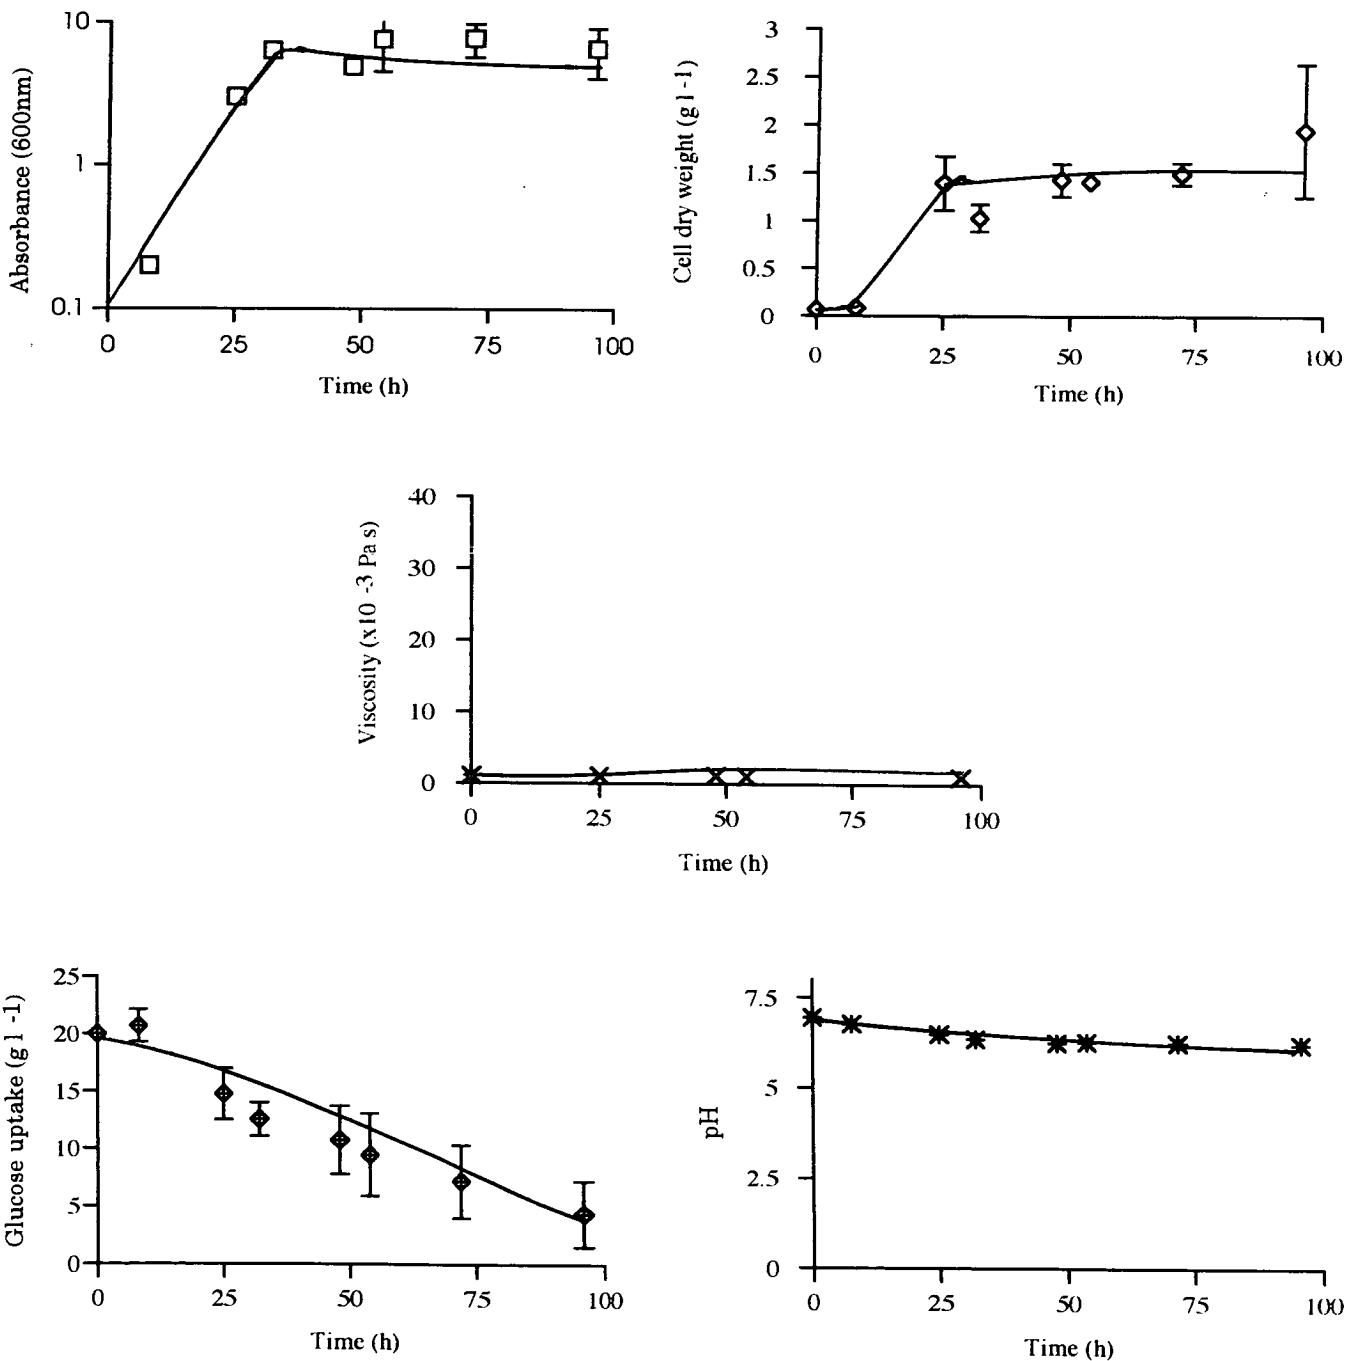 Absorbance (600nm)
10
1
0.1
0 25 50 75 100
Time (h)
Cell dry weight (g l -1)
3
2.5
2
1.5
1
0.5
0
0 25 50 75 100
Time (h)
Viscosity (x10 -3 Pa s)
40
30
20
10
0
0 25 50 75 100
Time (h)
Glucose uptake (g l -1)
25
20
15
10
5
0
0 25 50 75 100
Time (h)
pH
7.5
5
2.5
0
0 25 50 75 100
Time (h)